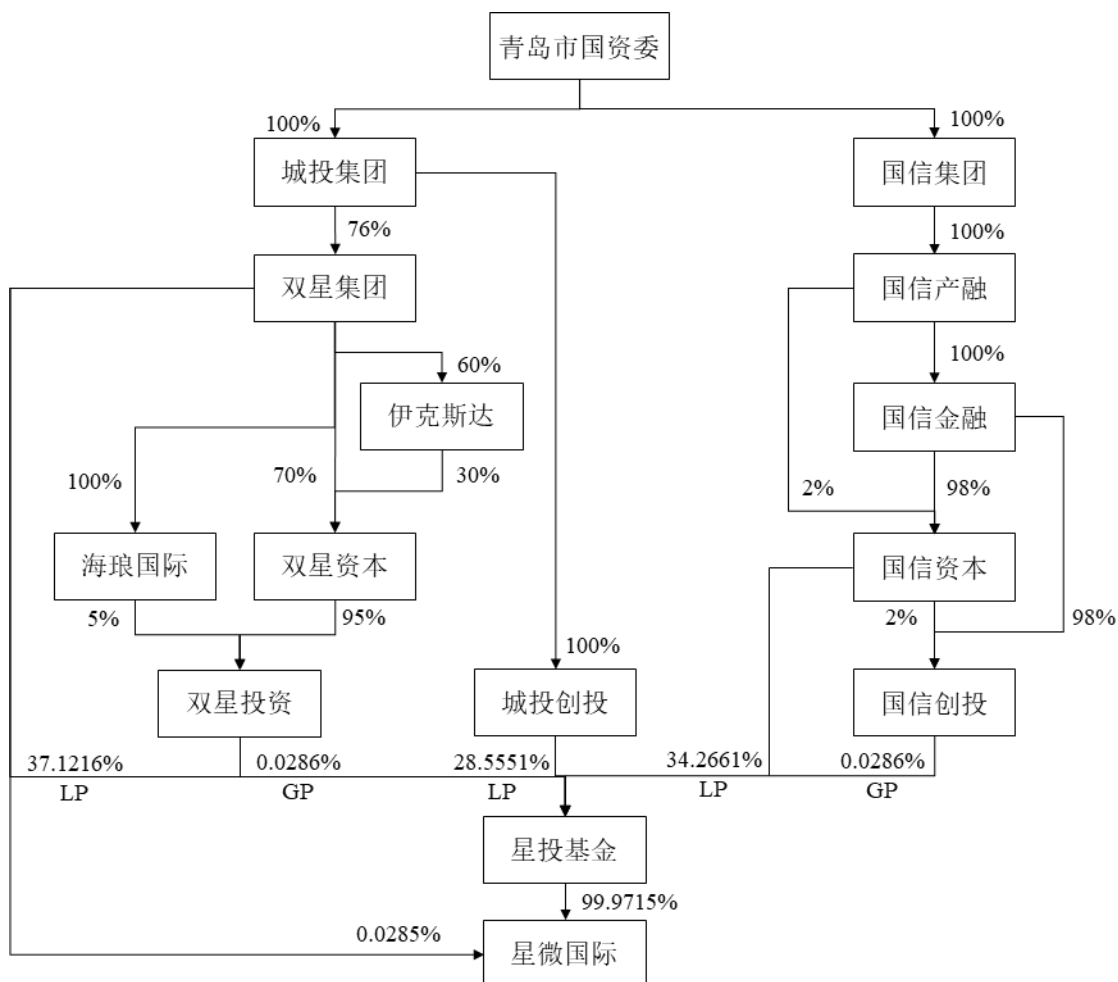 青岛市国资委
100%
100%
城投集团
国信集团
76%
100%
双星集团
国信产融
60%
100%
伊克斯达
国信金融
100%
70%
30%
2%
98%
海琅国际
双星资本
国信资本
5%
95%
2%
98%
100%
双星投资
城投创投
国信创投
37.1216%
0.0286%
28.5551%
34.2661%
0.0286%
LP
GP
LP
LP
GP
星投基金
99.9715%
0.0285%
星微国际